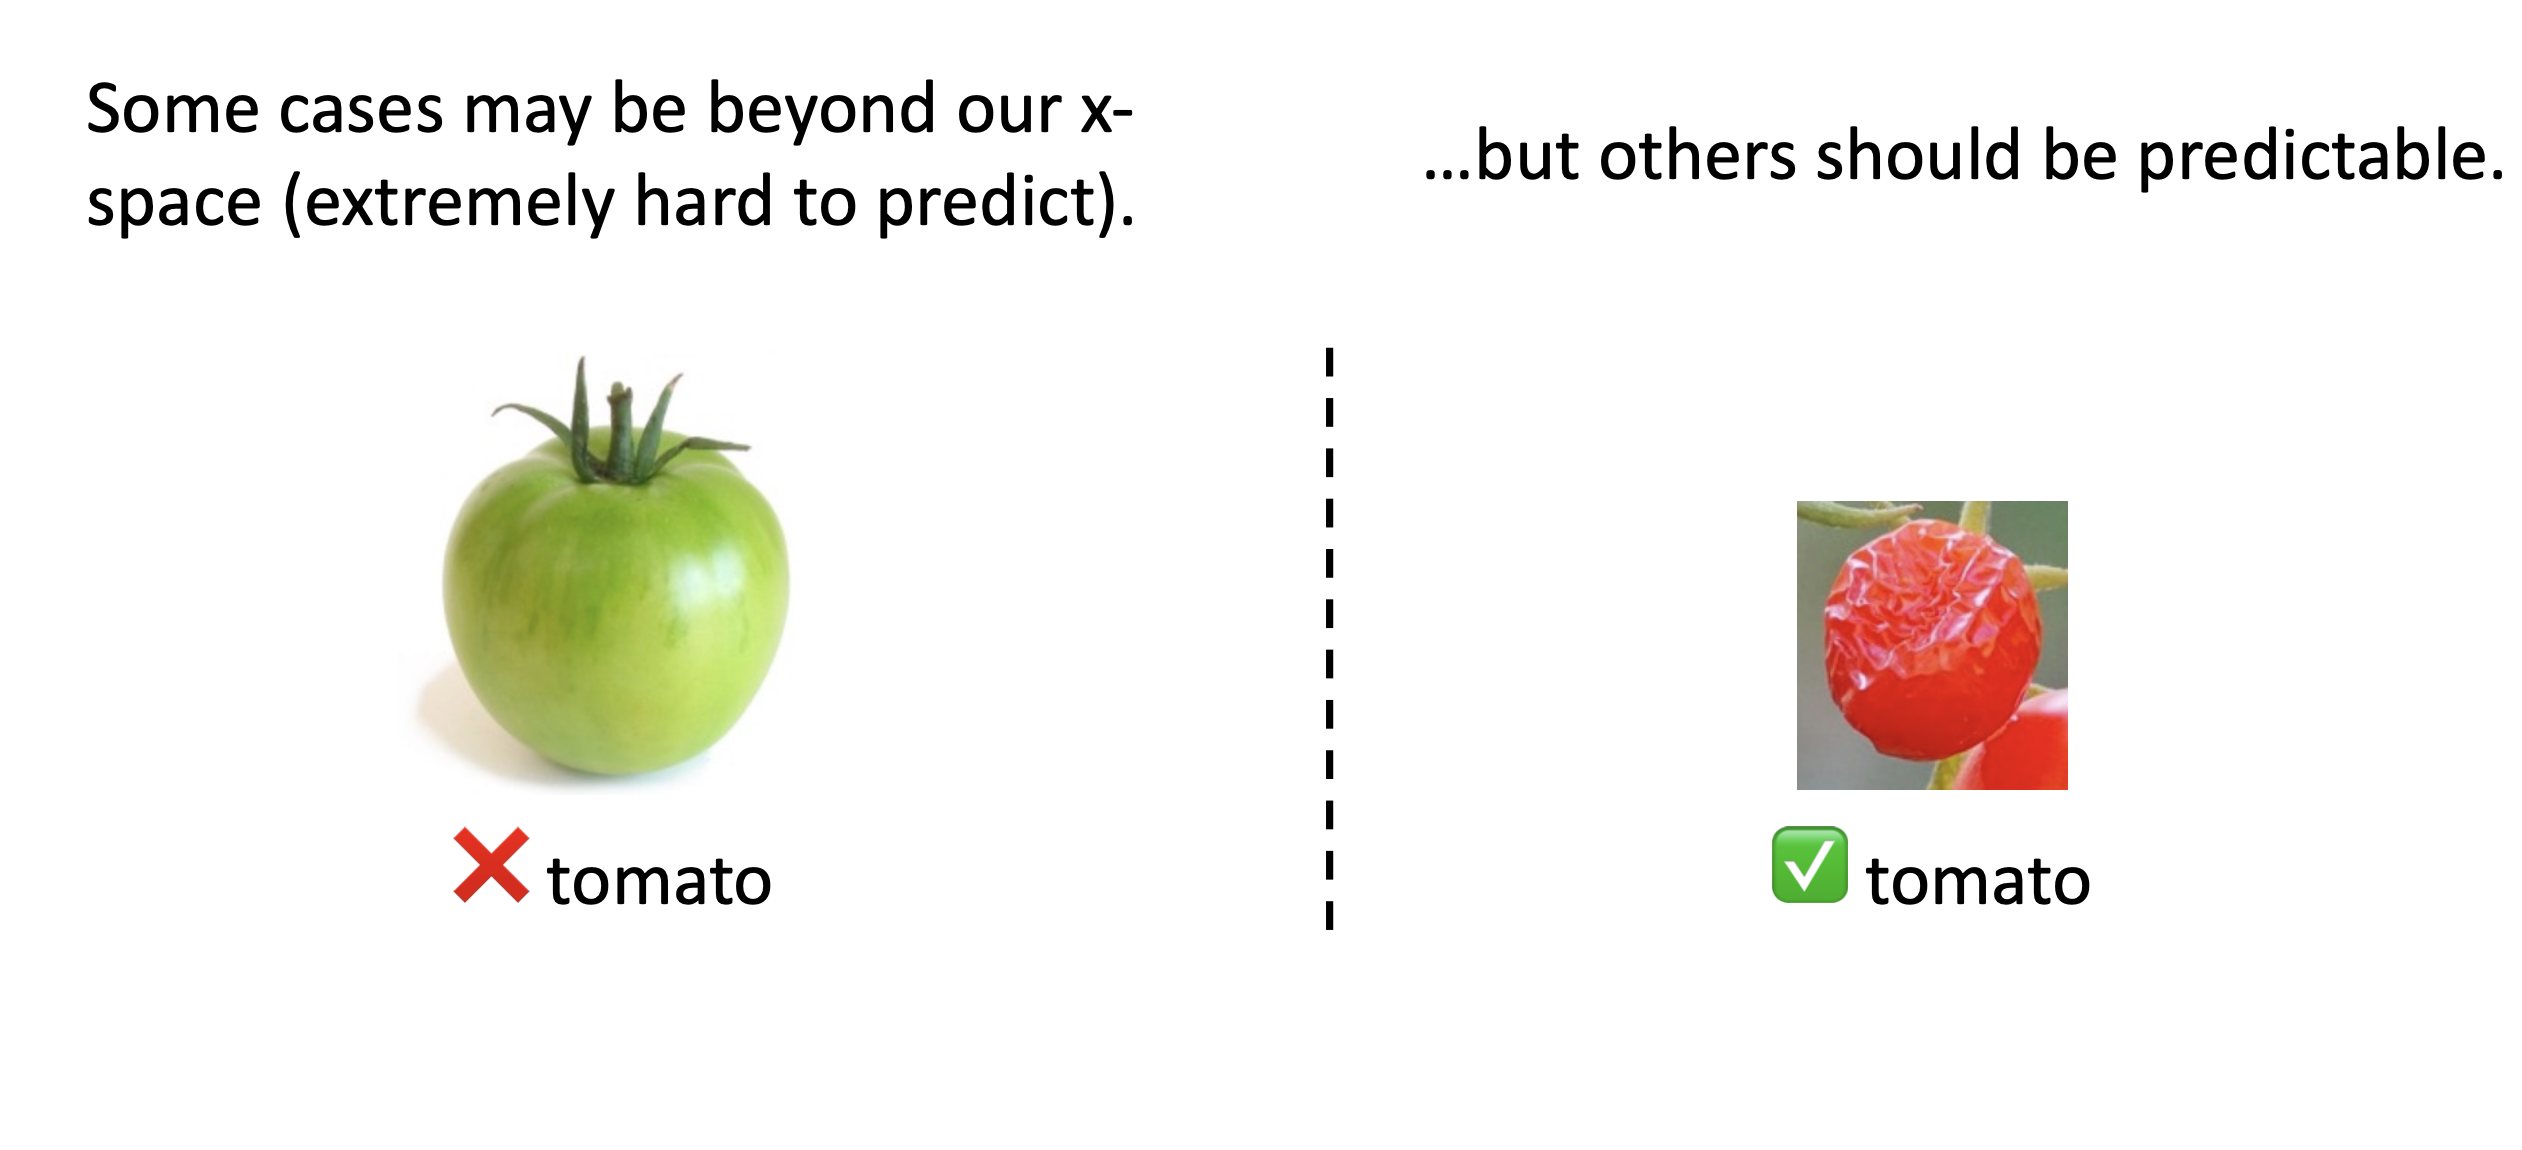 Some cases may be beyond our x-
space (extremely hard to predict).
...but others should be predictable.
❌ tomato
✅ tomato